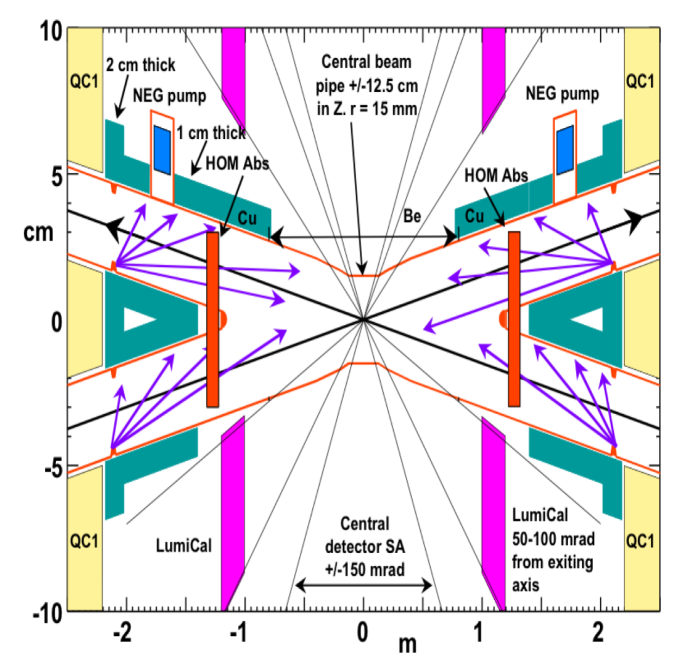 10
QC1
2 cm thick
NEG pump
1 cm thick
HOM Abs
Central beam
pipe +/-12.5 cm
in Z. r = 15 mm
NEG pump
QC1
HOM Abs
5
cm
Cu
Be
Cu
0
-5
QC1
LumiCal
Central
detector SA
+/-150 mrad
LumiCal
50-100 mrad
from exiting
axis
QC1
-10
-2
-1
0
m
1
2